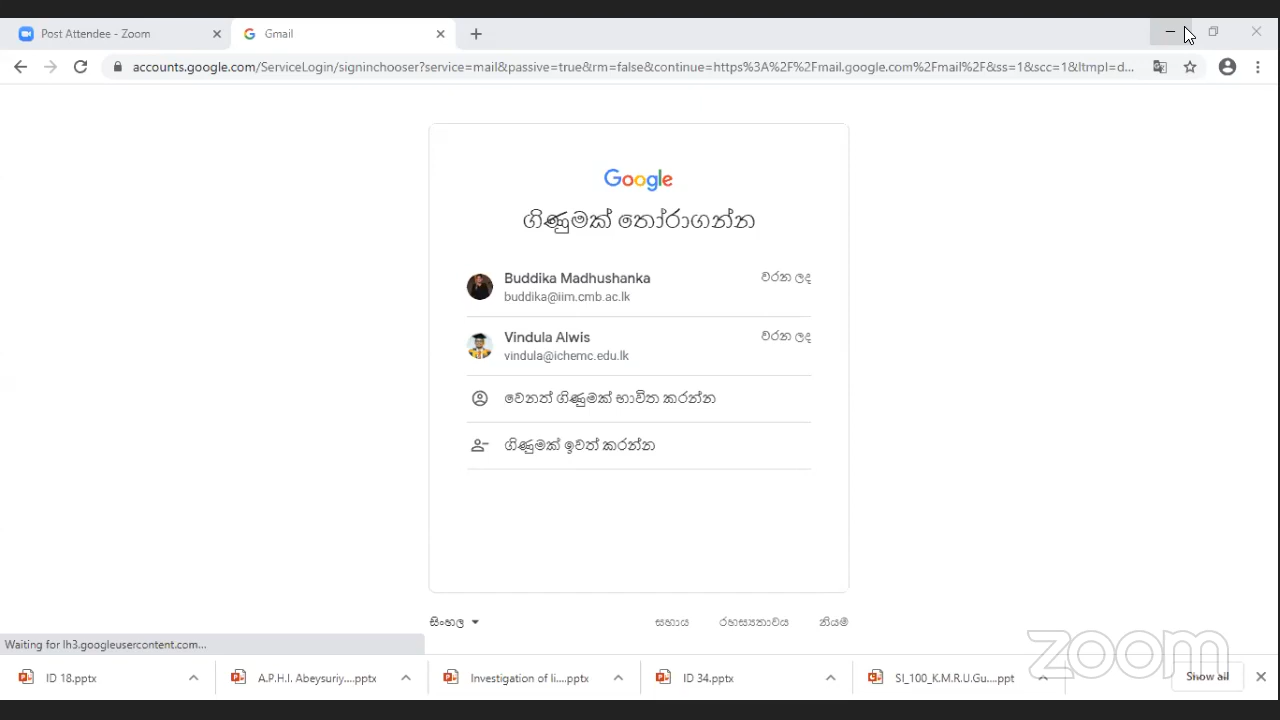 Post Attendee - Zoom
Gmail
accounts.google.com/ServiceLogin/signinchooser?service=mail&passive=true&rm=false&continue=https%3A%2F%2Fmail.google.com%2Fmail%2F&ss=1&scc=1&ltmpl=d...
Google
ගිණුමක් තෝරාගන්න
Buddika Madhushanka
වරන ලද
buddika@iim.cmb.ac.lk
Vindula Alwis
වරන ලද
vindula@ichemc.edu.lk
වෙනත් ගිණුමක් භාවිත කරන්න
ගිණුමක් ඉවත් කරන්න
සිංහල
සහාය
රහස්‍යතාවය
නියම්
Waiting for lh3.googleusercontent.com...
zoom
ID 18.pptx
A.P.H.I. Abeysuriy....pptx
Investigation of li....pptx
ID 34.pptx
SI_100_K.M.R.U.Gu....ppt
Show all